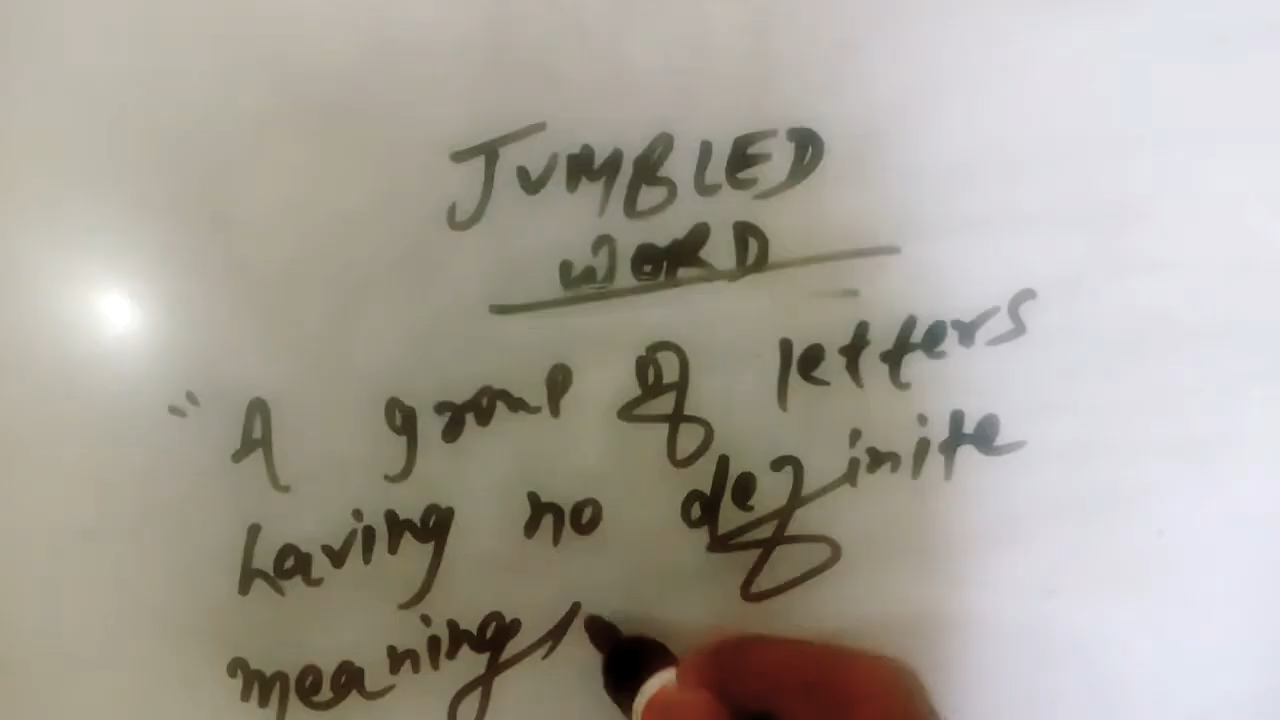 JUMBLED
WORD
" A group of letters
having no definite
meaning